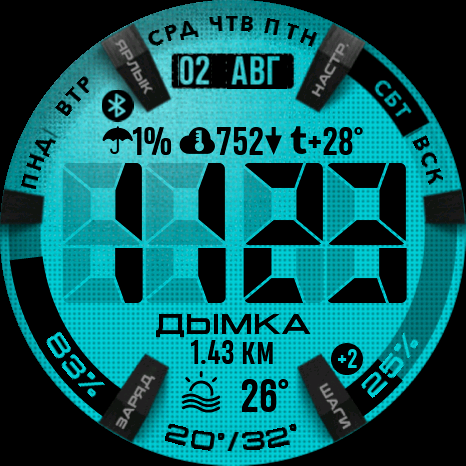 ПНД ВТР СРД ЧТВ ПТН СБТ ВСК
ЯРЛЫК
НАСТР.
02 АВГ
1% 752 t+28°
1123
ДЫМКА
1.43 КМ
83%
+2
25%
26°
ЗАРЯД
ШАГИ
20°/32°